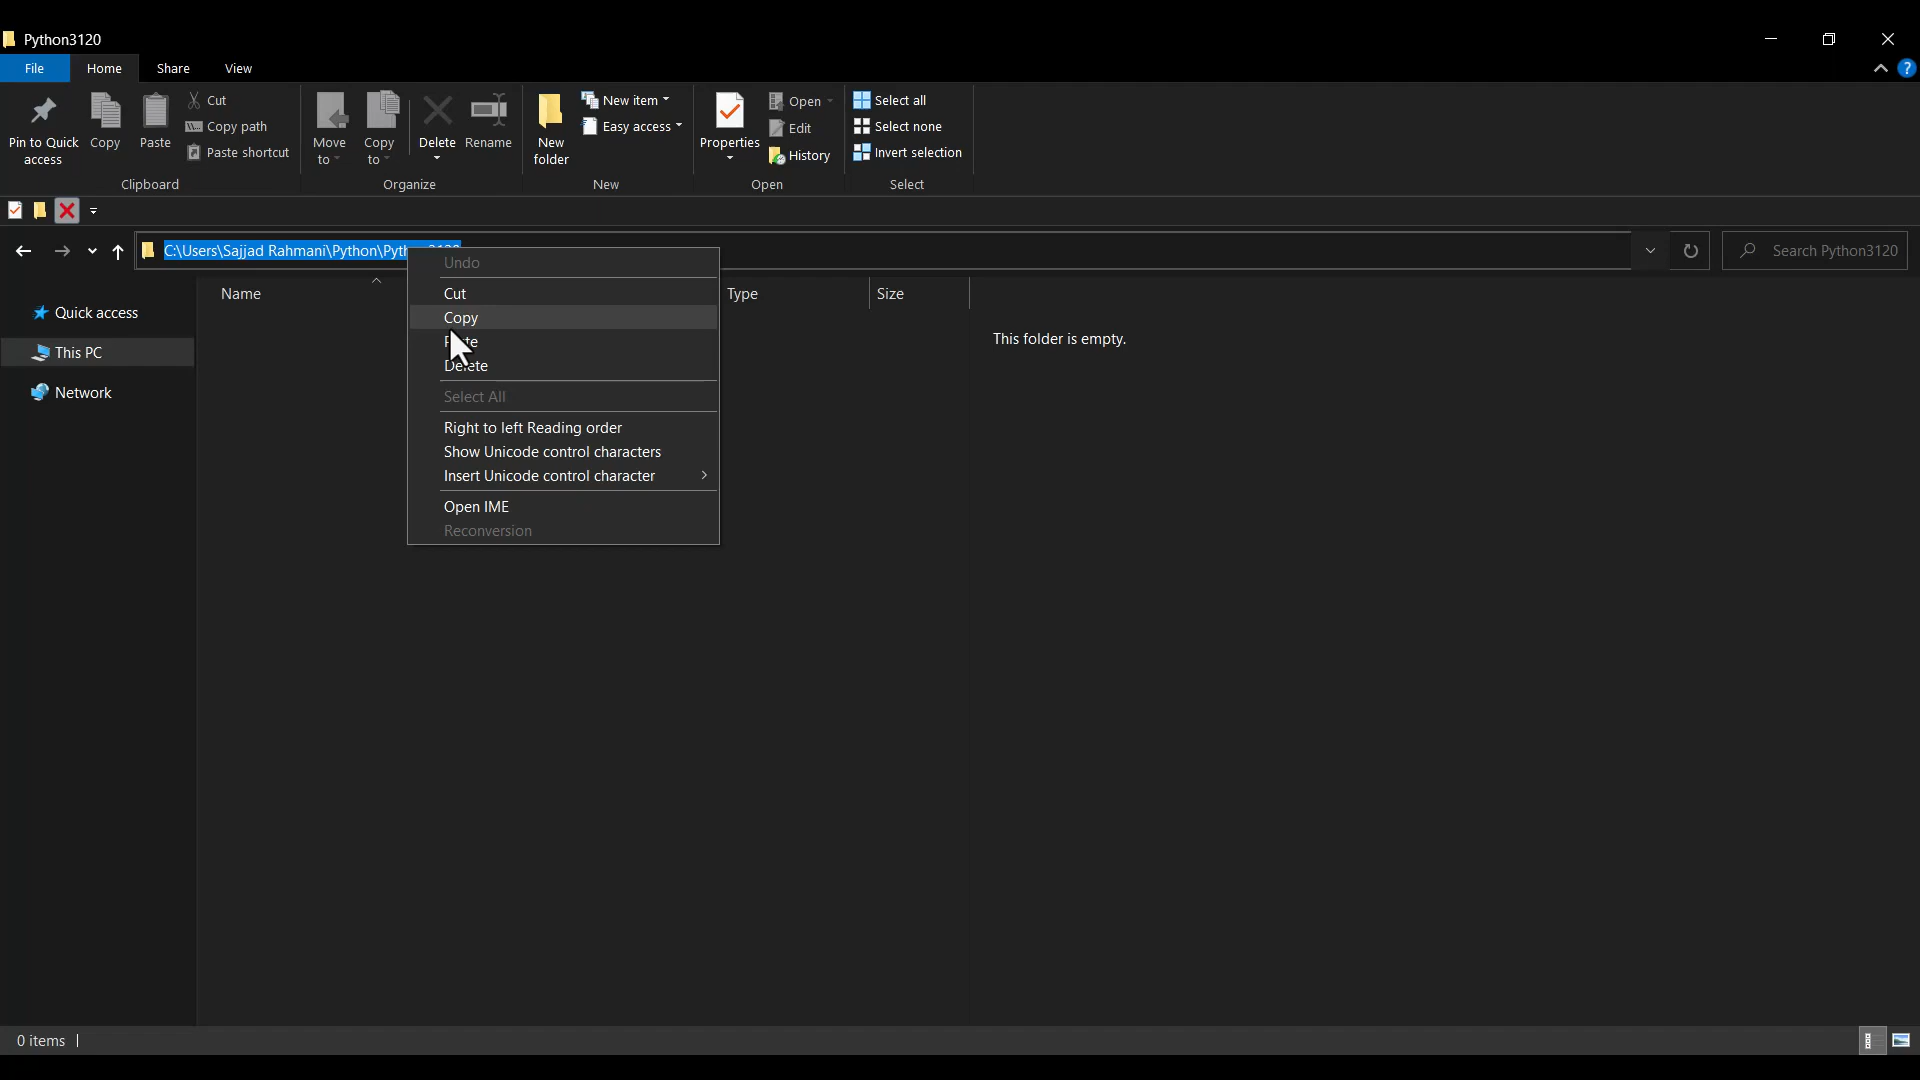 Python3120
File Home Share View
Pin to Quick access
Copy
Paste
Cut
Copy path
Paste shortcut
Clipboard
Move to
Copy to
Delete
Rename
Organize
New folder
New item
Easy access
New
Properties
Open
Edit
History
Open
Select all
Select none
Invert selection
Select
C:\Users\Sajjad Rahmani\Python\Python3120
Search Python3120
Name Type Size
Quick access
This PC
Network
This folder is empty.
Undo
Cut
Copy
Paste
Delete
Select All
Right to left Reading order
Show Unicode control characters
Insert Unicode control character
Open IME
Reconversion
0 items